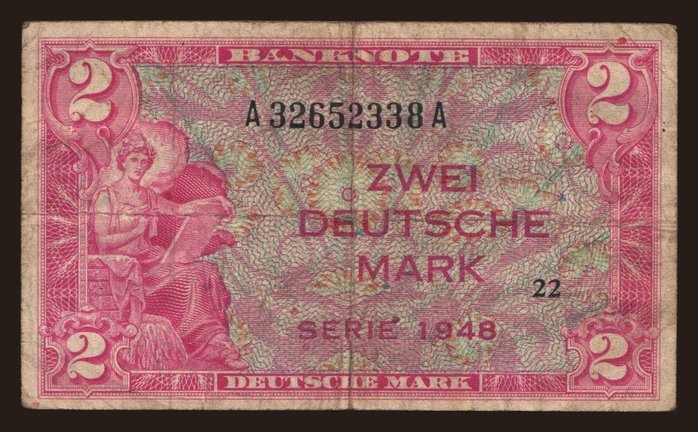 BANKNOTE
2 2
A 32652338 A
ZWEI
DEUTSCHE
MARK
22
SERIE 1948
2 2
DEUTSCHE MARK